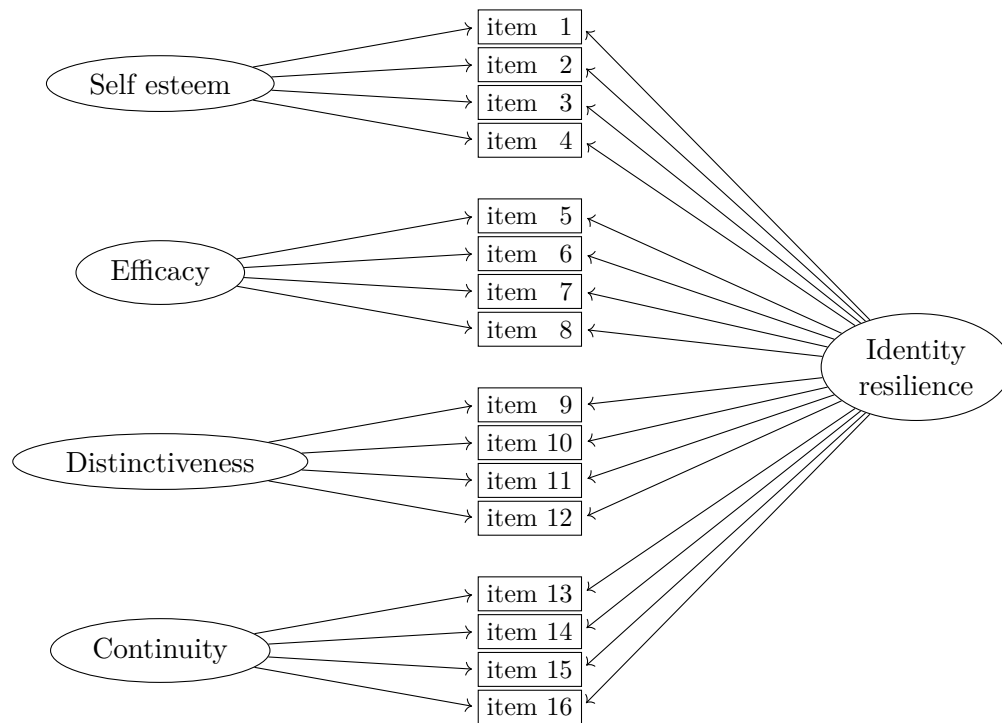 Self esteem
item 1
item 2
item 3
item 4
Efficacy
item 5
item 6
item 7
item 8
Identity
resilience
Distinctiveness
item 9
item 10
item 11
item 12
Continuity
item 13
item 14
item 15
item 16